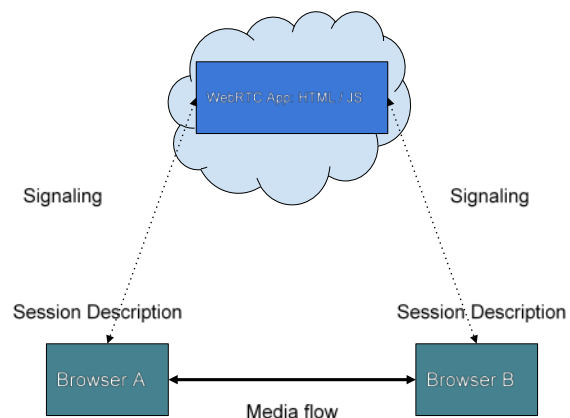 WebRTC App: HTML / JS
Signaling
Signaling
Session Description
Session Description
Browser A
Browser B
Media flow